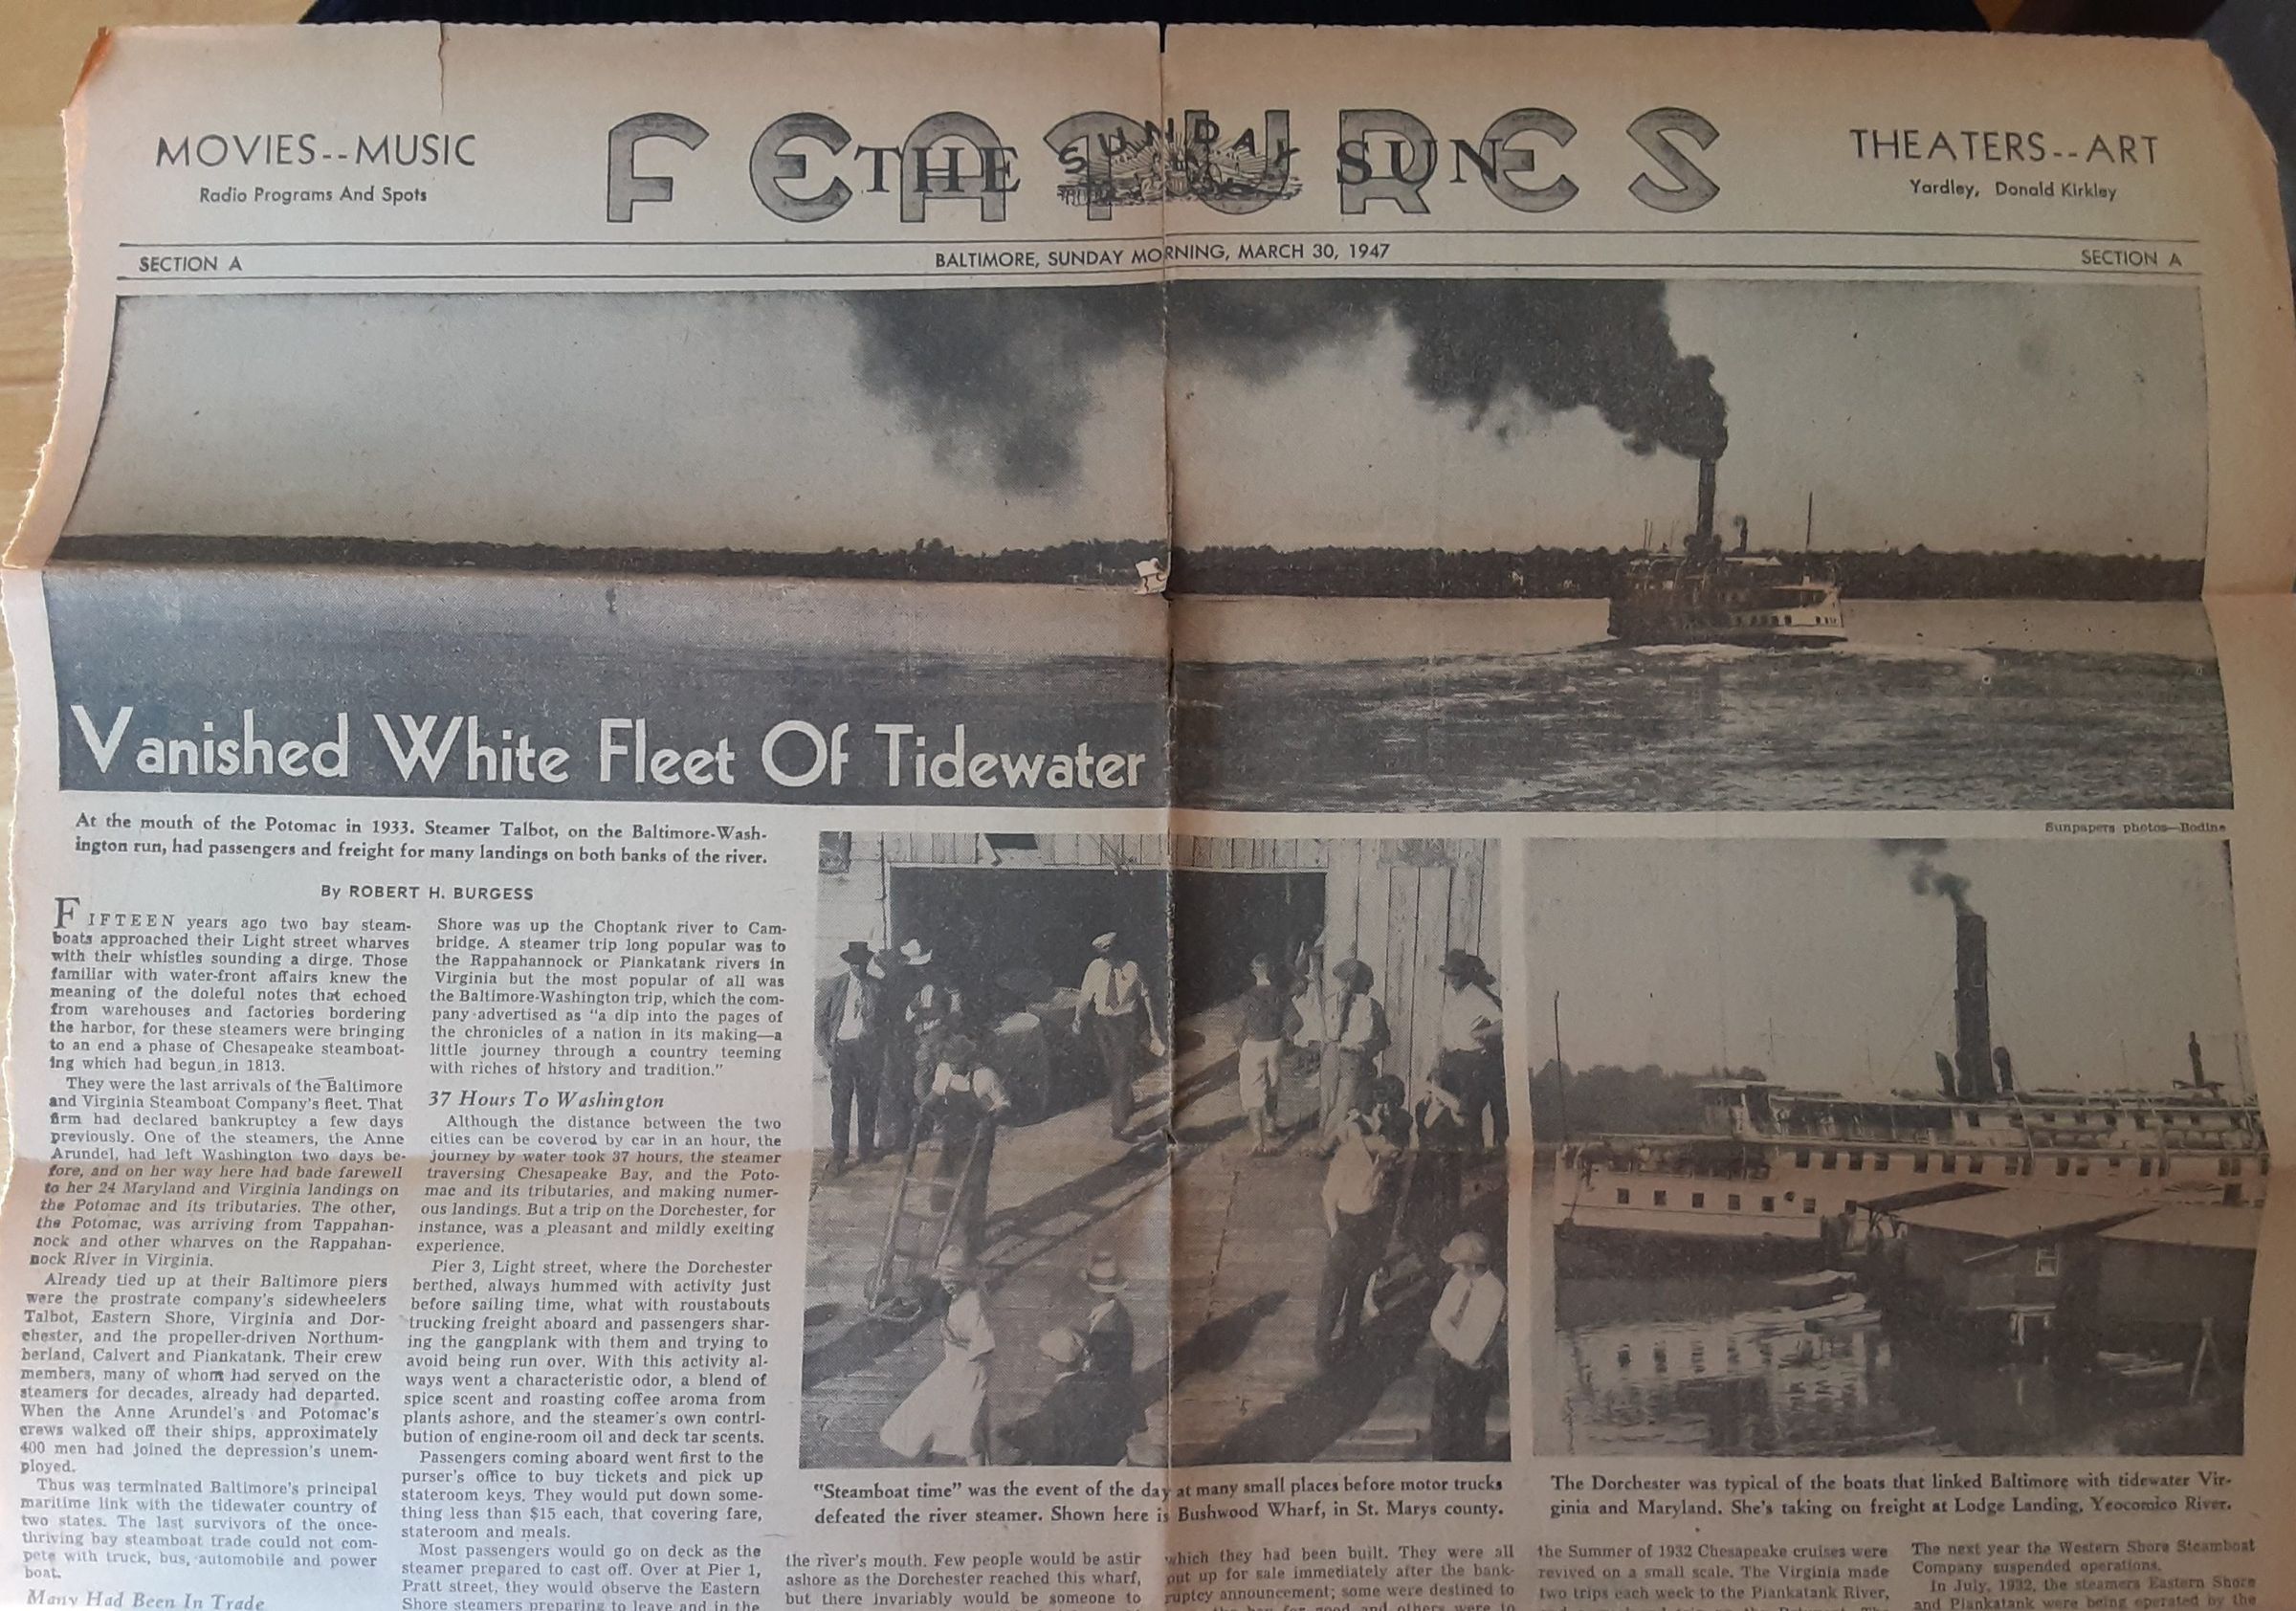 MOVIES--MUSIC
Radio Programs And Spots
FEATURES
THE SUNDAY SUN
THEATERS--ART
Yardley, Donald Kirkley
SECTION A
BALTIMORE, SUNDAY MORNING, MARCH 30, 1947
SECTION A
Vanished White Fleet Of Tidewater
Sunpapers photos—Bodine
At the mouth of the Potomac in 1933. Steamer Talbot, on the Baltimore-Wash-
ington run, had passengers and freight for many landings on both banks of the river.
By ROBERT H. BURGESS
FIFTEEN years ago two bay steam-
boats approached their Light street wharves
with their whistles sounding a dirge. Those
familiar with water-front affairs knew the
meaning of the doleful notes that echoed
from warehouses and factories bordering
the harbor, for these steamers were bringing
to an end a phase of Chesapeake steamboat-
ing which had begun in 1813.
They were the last arrivals of the Baltimore
and Virginia Steamboat Company's fleet. That
firm had declared bankruptcy a few days
previously. One of the steamers, the Anne
Arundel, had left Washington two days be-
fore, and on her way here had bade farewell
to her 24 Maryland and Virginia landings on
the Potomac and its tributaries. The other,
the Potomac, was arriving from Tappahan-
nock and other wharves on the Rappahan-
nock River in Virginia.
Already tied up at their Baltimore piers
were the prostrate company's sidewheelers
Talbot, Eastern Shore, Virginia and Dor-
chester, and the propeller-driven Northum-
berland, Calvert and Piankatank. Their crew
members, many of whom had served on the
steamers for decades, already had departed.
When the Anne Arundel's and Potomac's
crews walked off their ships, approximately
400 men had joined the depression's unem-
ployed.
Thus was terminated Baltimore's principal
maritime link with the tidewater country of
two states. The last survivors of the once-
thriving bay steamboat trade could not com-
pete with truck, bus, automobile and power
boat.
Many Had Been In Trade
Shore was up the Choptank river to Cam-
bridge. A steamer trip long popular was to
the Rappahannock or Piankatank rivers in
Virginia but the most popular of all was
the Baltimore-Washington trip, which the com-
pany advertised as "a dip into the pages of
the chronicles of a nation in its making—a
little journey through a country teeming
with riches of history and tradition."
37 Hours To Washington
Although the distance between the two
cities can be covered by car in an hour, the
journey by water took 37 hours, the steamer
traversing Chesapeake Bay, and the Poto-
mac and its tributaries, and making numer-
ous landings. But a trip on the Dorchester, for
instance, was a pleasant and mildly exciting
experience.
Pier 3, Light street, where the Dorchester
berthed, always hummed with activity just
before sailing time, what with roustabouts
trucking freight aboard and passengers shar-
ing the gangplank with them and trying to
avoid being run over. With this activity al-
ways went a characteristic odor, a blend of
spice scent and roasting coffee aroma from
plants ashore, and the steamer's own contri-
bution of engine-room oil and deck tar scents.
Passengers coming aboard went first to the
purser's office to buy tickets and pick up
stateroom keys. They would put down some-
thing less than $15 each, that covering fare,
stateroom and meals.
Most passengers would go on deck as the
steamer prepared to cast off. Over at Pier 1,
Pratt street, they would observe the Eastern
Shore steamers preparing to leave and in the
"Steamboat time" was the event of the day at many small places before motor trucks
defeated the river steamer. Shown here is Bushwood Wharf, in St. Marys county.
The Dorchester was typical of the boats that linked Baltimore with tidewater Vir-
ginia and Maryland. She's taking on freight at Lodge Landing, Yeocomico River.
the river's mouth. Few people would be astir
ashore as the Dorchester reached this wharf,
but there invariably would be someone to
which they had been built. They were all
out up for sale immediately after the bank-
ruptcy announcement; some were destined to
the bay for good and others were to
the Summer of 1932 Chesapeake cruises were
revived on a small scale. The Virginia made
two trips each week to the Piankatank River,
The next year the Western Shore Steamboat
Company suspended operations.
In July, 1932, the steamers Eastern Shore
and Piankatank were being operated by the